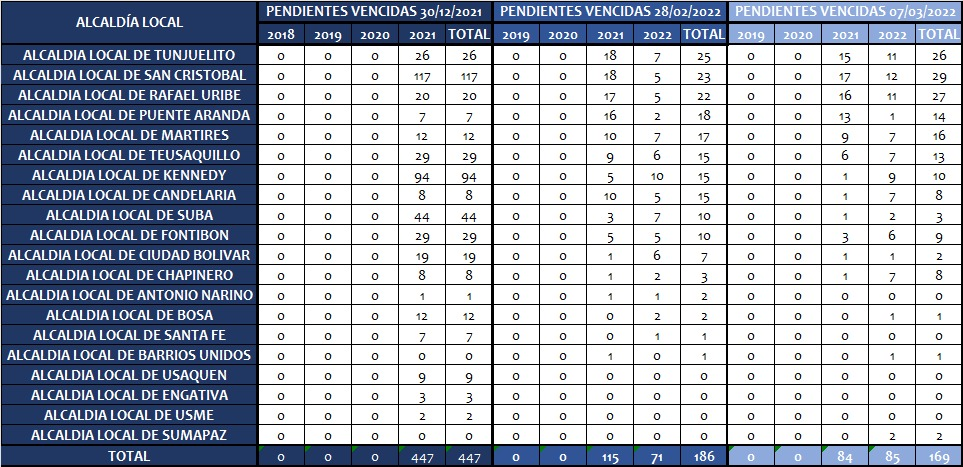 ALCALDÍA LOCAL PENDIENTES VENCIDAS 30/12/2021 PENDIENTES VENCIDAS 28/02/2022 PENDIENTES VENCIDAS 07/03/2022
2018 2019 2020 2021 TOTAL 2019 2020 2021 2022 TOTAL 2019 2020 2021 2022 TOTAL
ALCALDIA LOCAL DE TUNJUELITO 0 0 0 26 26 0 0 18 7 25 0 0 15 11 26
ALCALDIA LOCAL DE SAN CRISTOBAL 0 0 0 117 117 0 0 18 5 23 0 0 17 12 29
ALCALDIA LOCAL DE RAFAEL URIBE 0 0 0 20 20 0 0 17 5 22 0 0 16 11 27
ALCALDIA LOCAL DE PUENTE ARANDA 0 0 0 7 7 0 0 16 2 18 0 0 13 1 14
ALCALDIA LOCAL DE MARTIRES 0 0 0 12 12 0 0 10 7 17 0 0 9 7 16
ALCALDIA LOCAL DE TEUSAQUILLO 0 0 0 29 29 0 0 9 6 15 0 0 6 7 13
ALCALDIA LOCAL DE KENNEDY 0 0 0 94 94 0 0 5 10 15 0 0 1 9 10
ALCALDIA LOCAL DE CANDELARIA 0 0 0 8 8 0 0 10 5 15 0 0 1 7 8
ALCALDIA LOCAL DE SUBA 0 0 0 44 44 0 0 3 7 10 0 0 1 2 3
ALCALDIA LOCAL DE FONTIBON 0 0 0 29 29 0 0 5 5 10 0 0 3 6 9
ALCALDIA LOCAL DE CIUDAD BOLIVAR 0 0 0 19 19 0 0 1 6 7 0 0 1 1 2
ALCALDIA LOCAL DE CHAPINERO 0 0 0 8 8 0 0 1 2 3 0 0 1 7 8
ALCALDIA LOCAL DE ANTONIO NARINO 0 0 0 1 1 0 0 1 1 2 0 0 0 0 0
ALCALDIA LOCAL DE BOSA 0 0 0 12 12 0 0 0 2 2 0 0 0 1 1
ALCALDIA LOCAL DE SANTA FE 0 0 0 7 7 0 0 0 1 1 0 0 0 0 0
ALCALDIA LOCAL DE BARRIOS UNIDOS 0 0 0 0 0 0 0 1 0 1 0 0 0 1 1
ALCALDIA LOCAL DE USAQUEN 0 0 0 9 9 0 0 0 0 0 0 0 0 0 0
ALCALDIA LOCAL DE ENGATIVA 0 0 0 3 3 0 0 0 0 0 0 0 0 0 0
ALCALDIA LOCAL DE USME 0 0 0 2 2 0 0 0 0 0 0 0 0 0 0
ALCALDIA LOCAL DE SUMAPAZ 0 0 0 0 0 0 0 0 0 0 0 0 0 2 2
TOTAL 0 0 0 447 447 0 0 115 71 186 0 0 84 85 169